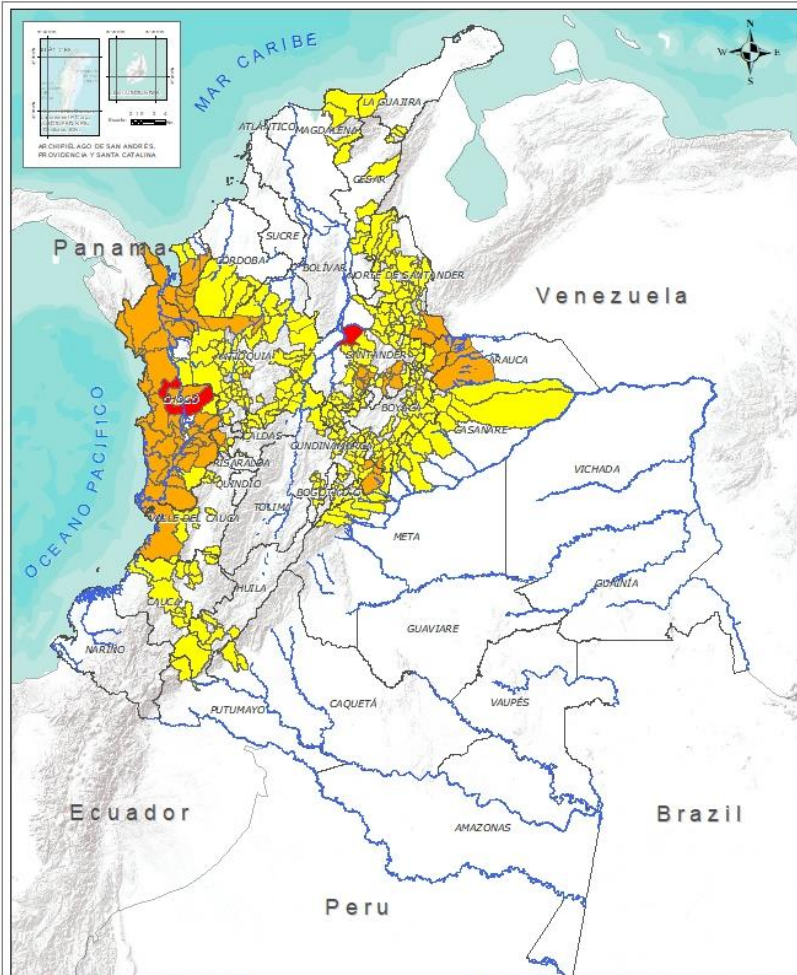 N
W E
S
MAR CARIBE
ARCHIPIÉLAGO DE SAN ANDRÉS,
PROVIDENCIA Y SANTA CATALINA
LA GUAJIRA
ATLÁNTICO
MAGDALENA
CESAR
SUCRE
Panama
CÓRDOBA
BOLÍVAR
NORTE DE SANTANDER
Venezuela
ANTIOQUIA
SANTANDER
ARAUCA
CHOCÓ
BOYACÁ
CASANARE
CALDAS
CUNDINAMARCA
RISARALDA
QUINDIO
VICHADA
OCEANO PACÍFICO
TOLIMA
VALLE DEL CAUCA
META
GUAINÍA
HUILA
CAUCA
GUAVIARE
NARIÑO
CAQUETÁ
VAUPÉS
PUTUMAYO
Ecuador
Brazil
AMAZONAS
Peru